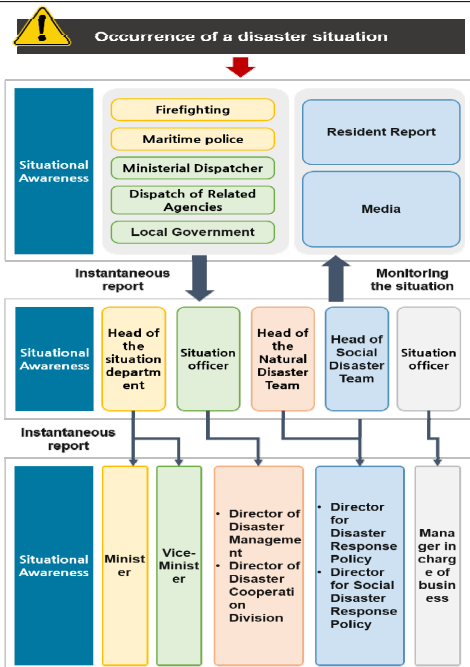 Occurrence of a disaster situation
Situational
Awareness
Firefighting
Maritime police
Ministerial Dispatcher
Dispatch of Related
Agencies
Local Government
Resident Report
Media
Instantaneous
report
Monitoring
the situation
Situational
Awareness
Head of
the
situation
departm
ent
Situation
officer
Head of
the
Natural
Disaster
Team
Head of
Social
Disaster
Team
Situation
officer
Instantaneous
report
Situational
Awareness
Minist
er
Vice-
Minist
er
• Director of
Disaster
Manageme
nt
• Director of
Disaster
Cooperati
on
Division
• Director
for
Disaster
Response
Policy
• Director
for Social
Disaster
Response
Policy
Mana
ger in
charg
e of
busin
ess